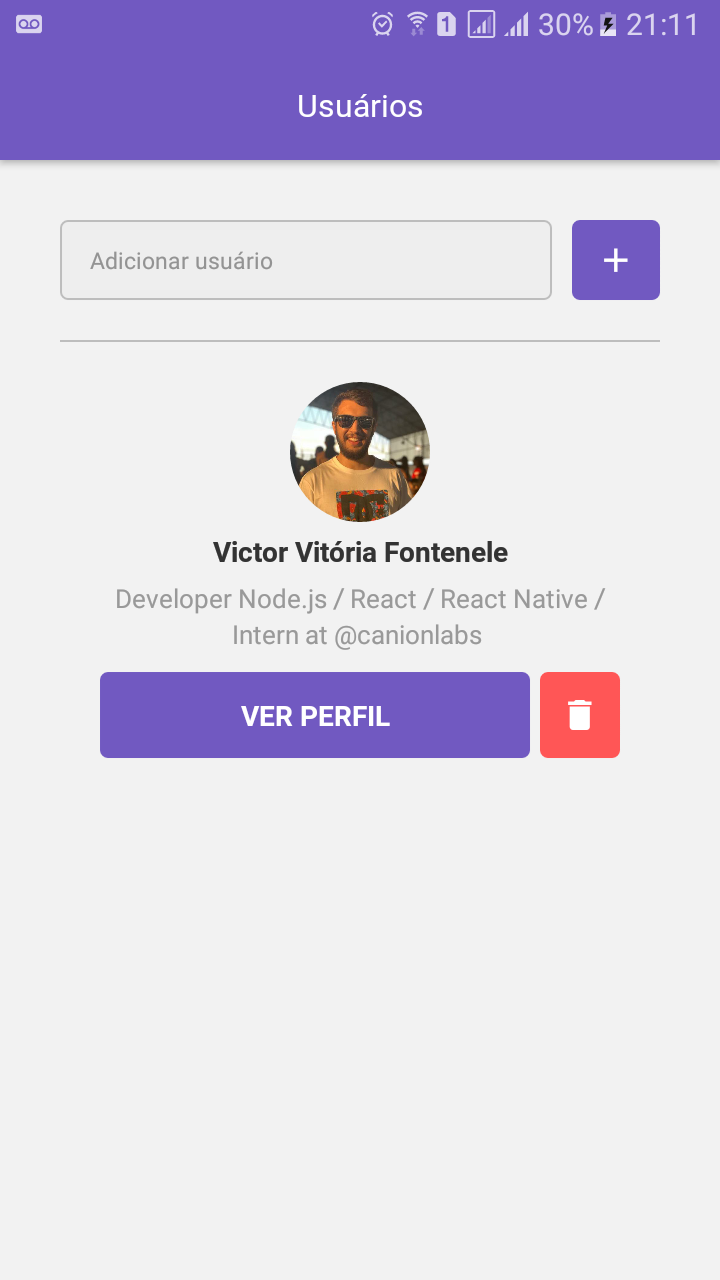 1 30% 21:11
Usuários
Adicionar usuário
+
Victor Vitória Fontenele
Developer Node.js / React / React Native /
Intern at @canionlabs
VER PERFIL